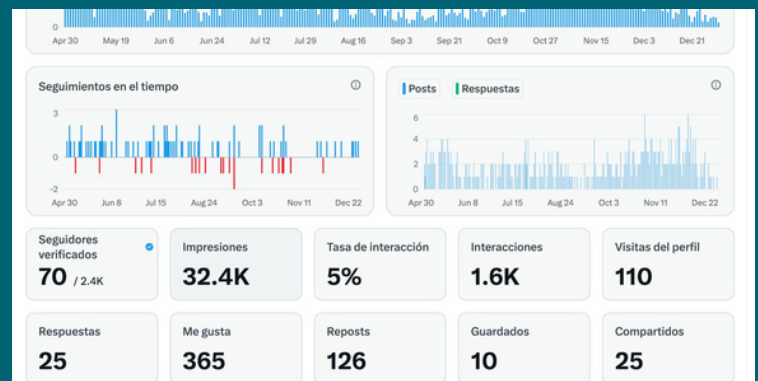 0
Apr 30 May 19 Jun 6 Jun 24 Jul 12 Jul 29 Aug 16 Sep 3 Sep 21 Oct 9 Oct 27 Nov 15 Dec 3 Dec 21
Seguimientos en el tiempo
3
0
-2
Apr 30 Jun 8 Jul 15 Aug 24 Oct 3 Nov 11 Dec 22
Posts Respuestas
6
4
2
0
Apr 30 Jun 8 Jul 15 Aug 24 Oct 3 Nov 11 Dec 22
Seguidores
verificados
70 / 2.4K
Impresiones
32.4K
Tasa de interacción
5%
Interacciones
1.6K
Visitas del perfil
110
Respuestas
25
Me gusta
365
Reposts
126
Guardados
10
Compartidos
25